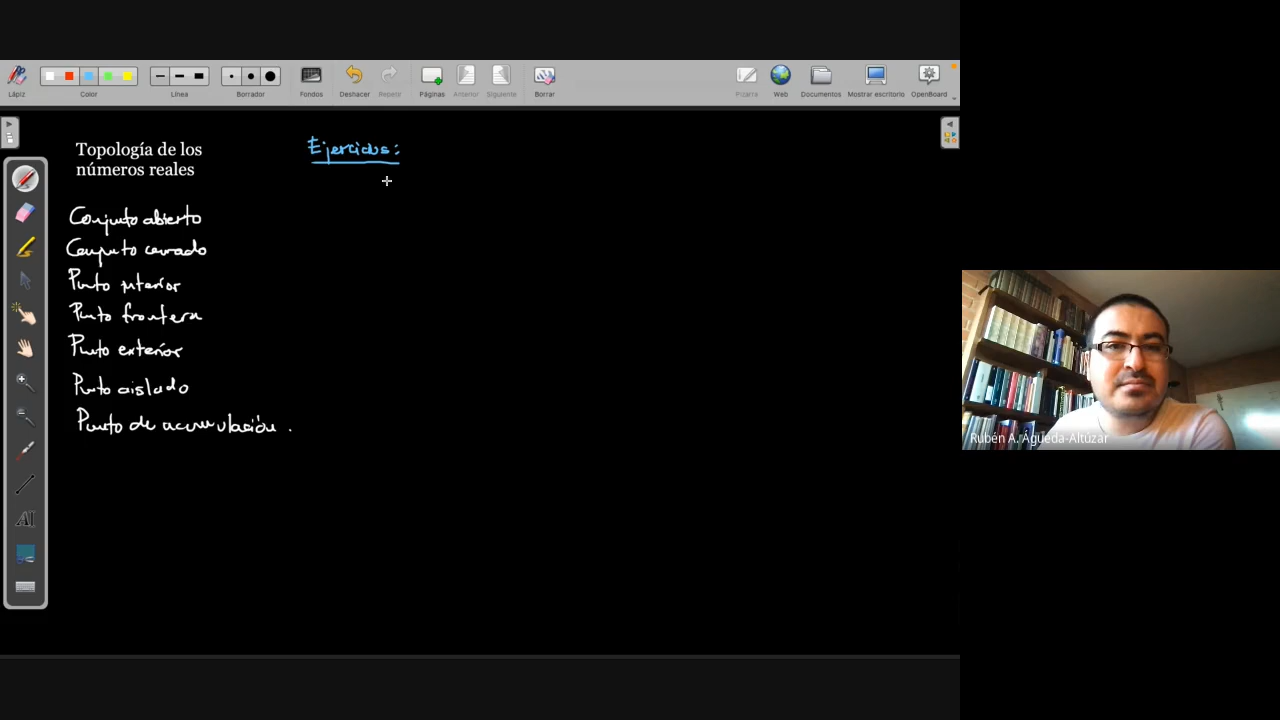 Lápiz
Color
Línea
Borrador
Fondos
Deshacer
Repetir
Páginas
Anterior
Siguiente
Borrar
Pizarra
Web
Documentos
Mostrar escritorio
OpenBoard
Topología de los
números reales
Ejercicios:
Conjunto abierto
Conjunto cerrado
Punto interior
Punto frontera
Punto exterior
Punto aislado
Punto de acumulación.
Rubén A. Águeda-Altúzar